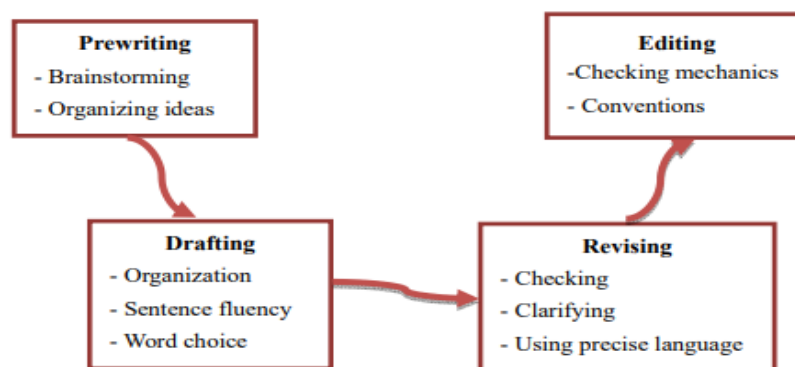 Prewriting
- Brainstorming
- Organizing ideas
Drafting
- Organization
- Sentence fluency
- Word choice
Revising
- Checking
- Clarifying
- Using precise language
Editing
-Checking mechanics
- Conventions